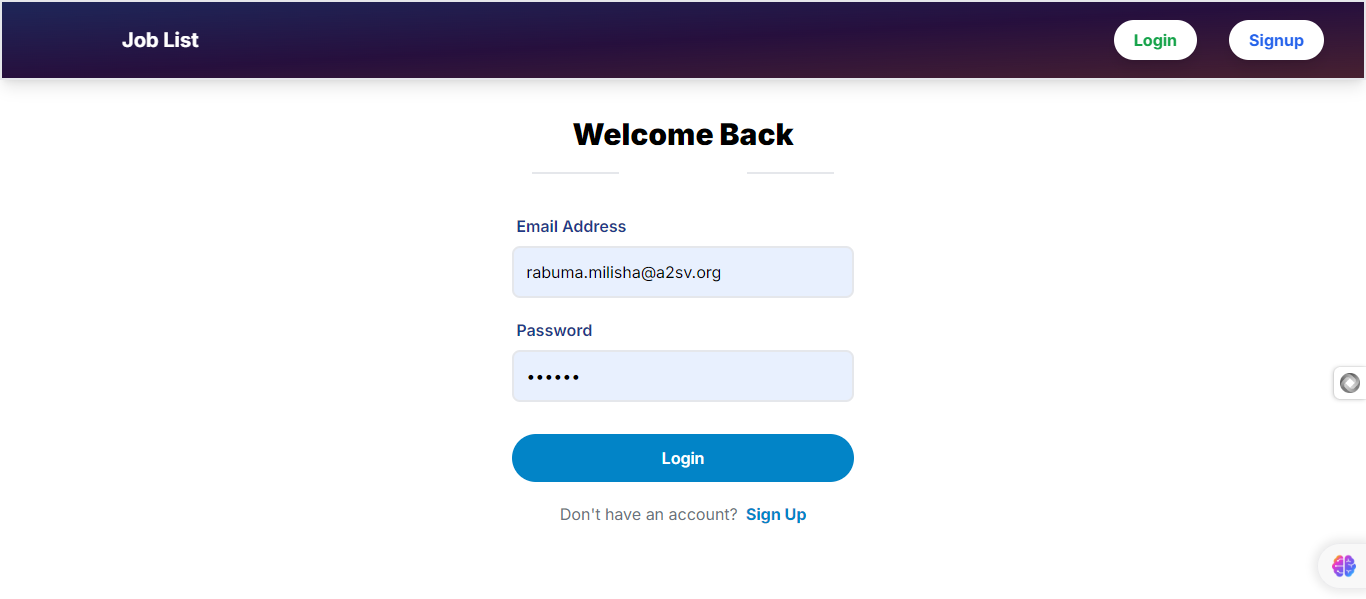 Job List
Login
Signup
Welcome Back
Email Address
rabuma.milisha@a2sv.org
Password
••••••
Login
Don't have an account? Sign Up